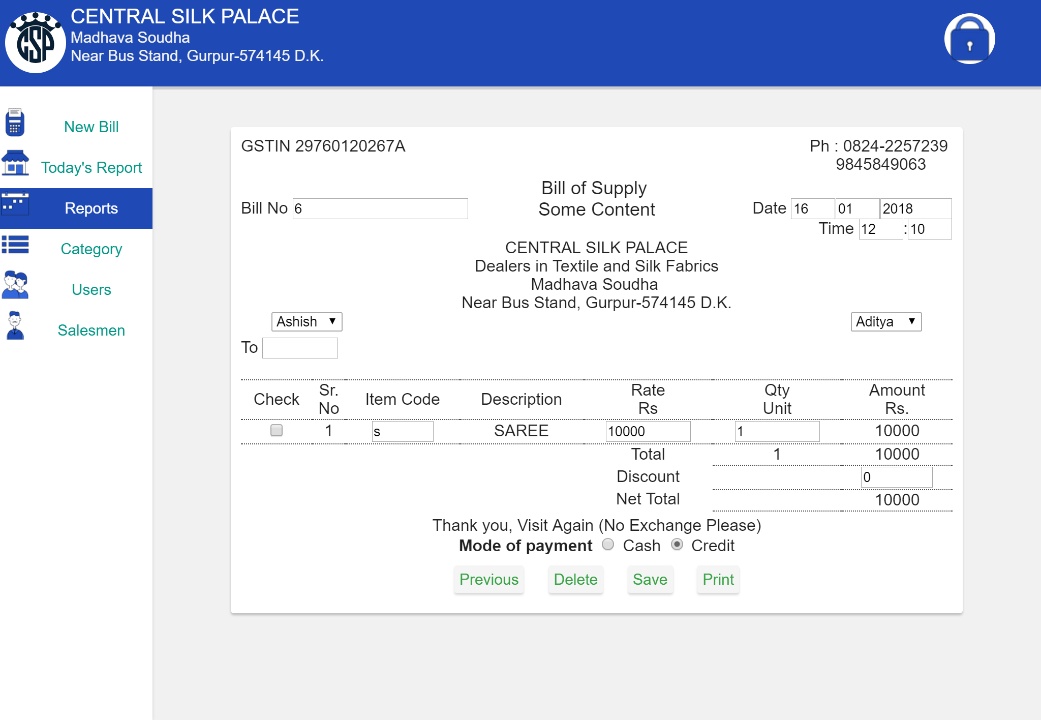 CSP
CENTRAL SILK PALACE
Madhava Soudha
Near Bus Stand, Gurpur-574145 D.K.
New Bill
Today's Report
Reports
Category
Users
Salesmen
GSTIN 29760120267A
Ph : 0824-2257239
9845849063
Bill of Supply
Bill No 6
Some Content
Date 16 01 2018
Time 12 : 10
CENTRAL SILK PALACE
Dealers in Textile and Silk Fabrics
Madhava Soudha
Near Bus Stand, Gurpur-574145 D.K.
Ashish Aditya
To
Check Sr. No Item Code Description Rate Rs Qty Unit Amount Rs.
1 s SAREE 10000 1 10000
Total 1 10000
Discount 0
Net Total 10000
Thank you, Visit Again (No Exchange Please)
Mode of payment Cash Credit
Previous Delete Save Print